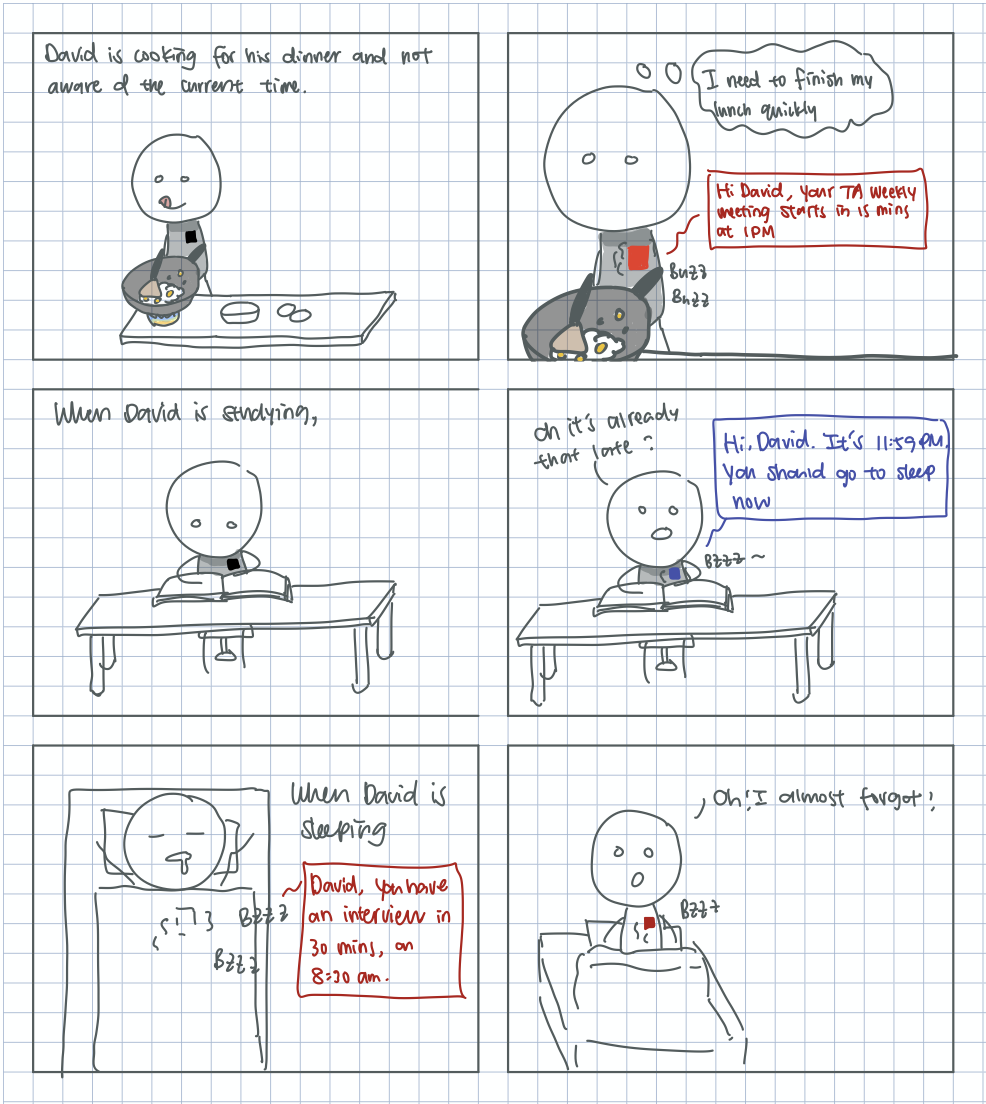 David is cooking for his dinner and not
aware of the current time.
I need to finish my
lunch quickly
Hi David, Your TA weekly
meeting starts in 15 mins
at 1PM
Buzz
Buzz
When David is studying,
Oh it's already
that late?
Hi, David. It's 11:59 PM.
You should go to sleep
now
BZZZ ~
When David is
sleeping
BZZZ
BZZZ
David, You have
an interview in
30 mins, on
8:30 am.
Oh! I almost forgot!
BZZZ